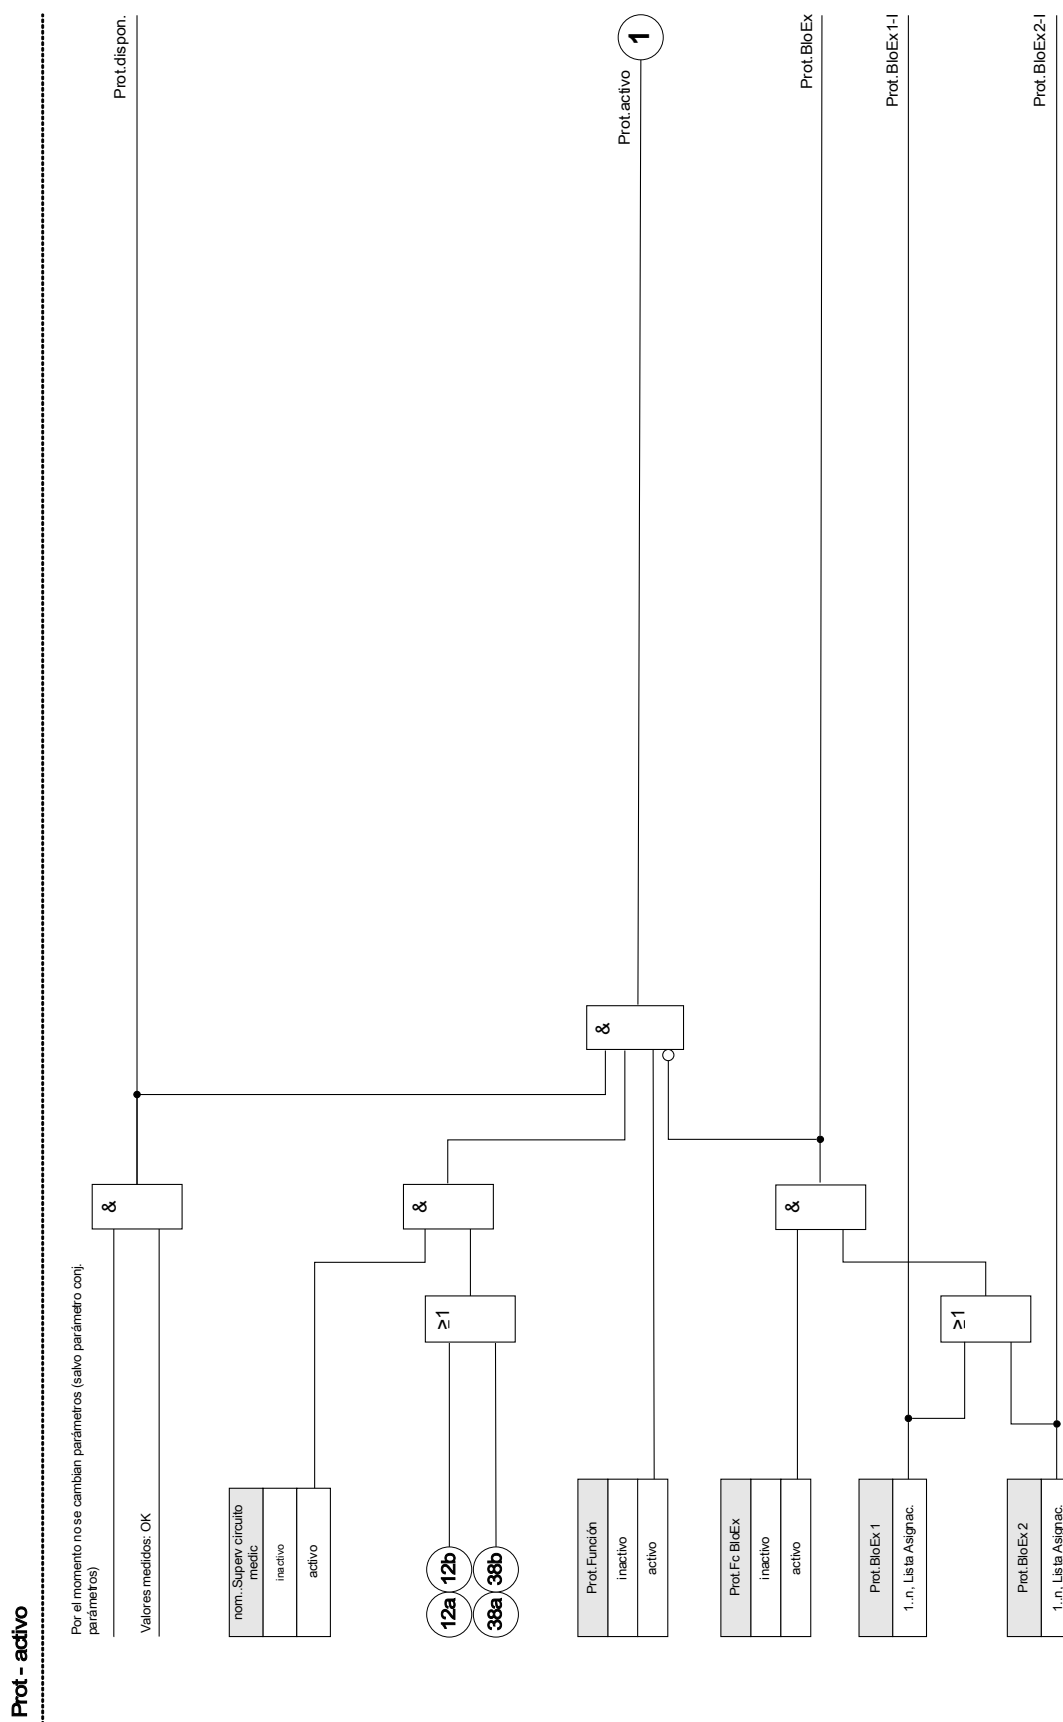 Prot - activo
Por el momento no se cambian parámetros (salvo parámetro conj.
parámetros)
Valores medidos: OK
&
Prot.dispon.
nom..Superv circuito
medic
inactivo
activo
&
12a 12b
38a 38b
≥1
&
Prot.activo
1
Prot.Función
inactivo
activo
Prot.Fc BloEx
inactivo
activo
&
Prot.BloEx
Prot.BloEx 1
1..n, Lista Asignac.
≥1
Prot.BloEx1-I
Prot.BloEx 2
1..n, Lista Asignac.
Prot.BloEx2-I